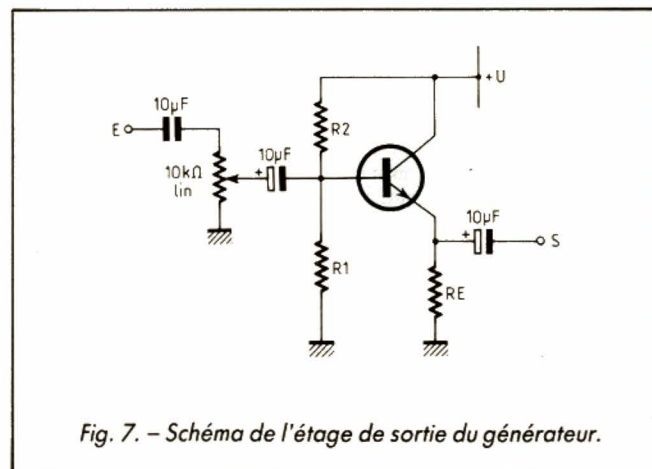 +U
10µF
E
R2
10µF
10kΩ
lin
+
10µF
+
S
R1
RE
Fig. 7. – Schéma de l'étage de sortie du générateur.